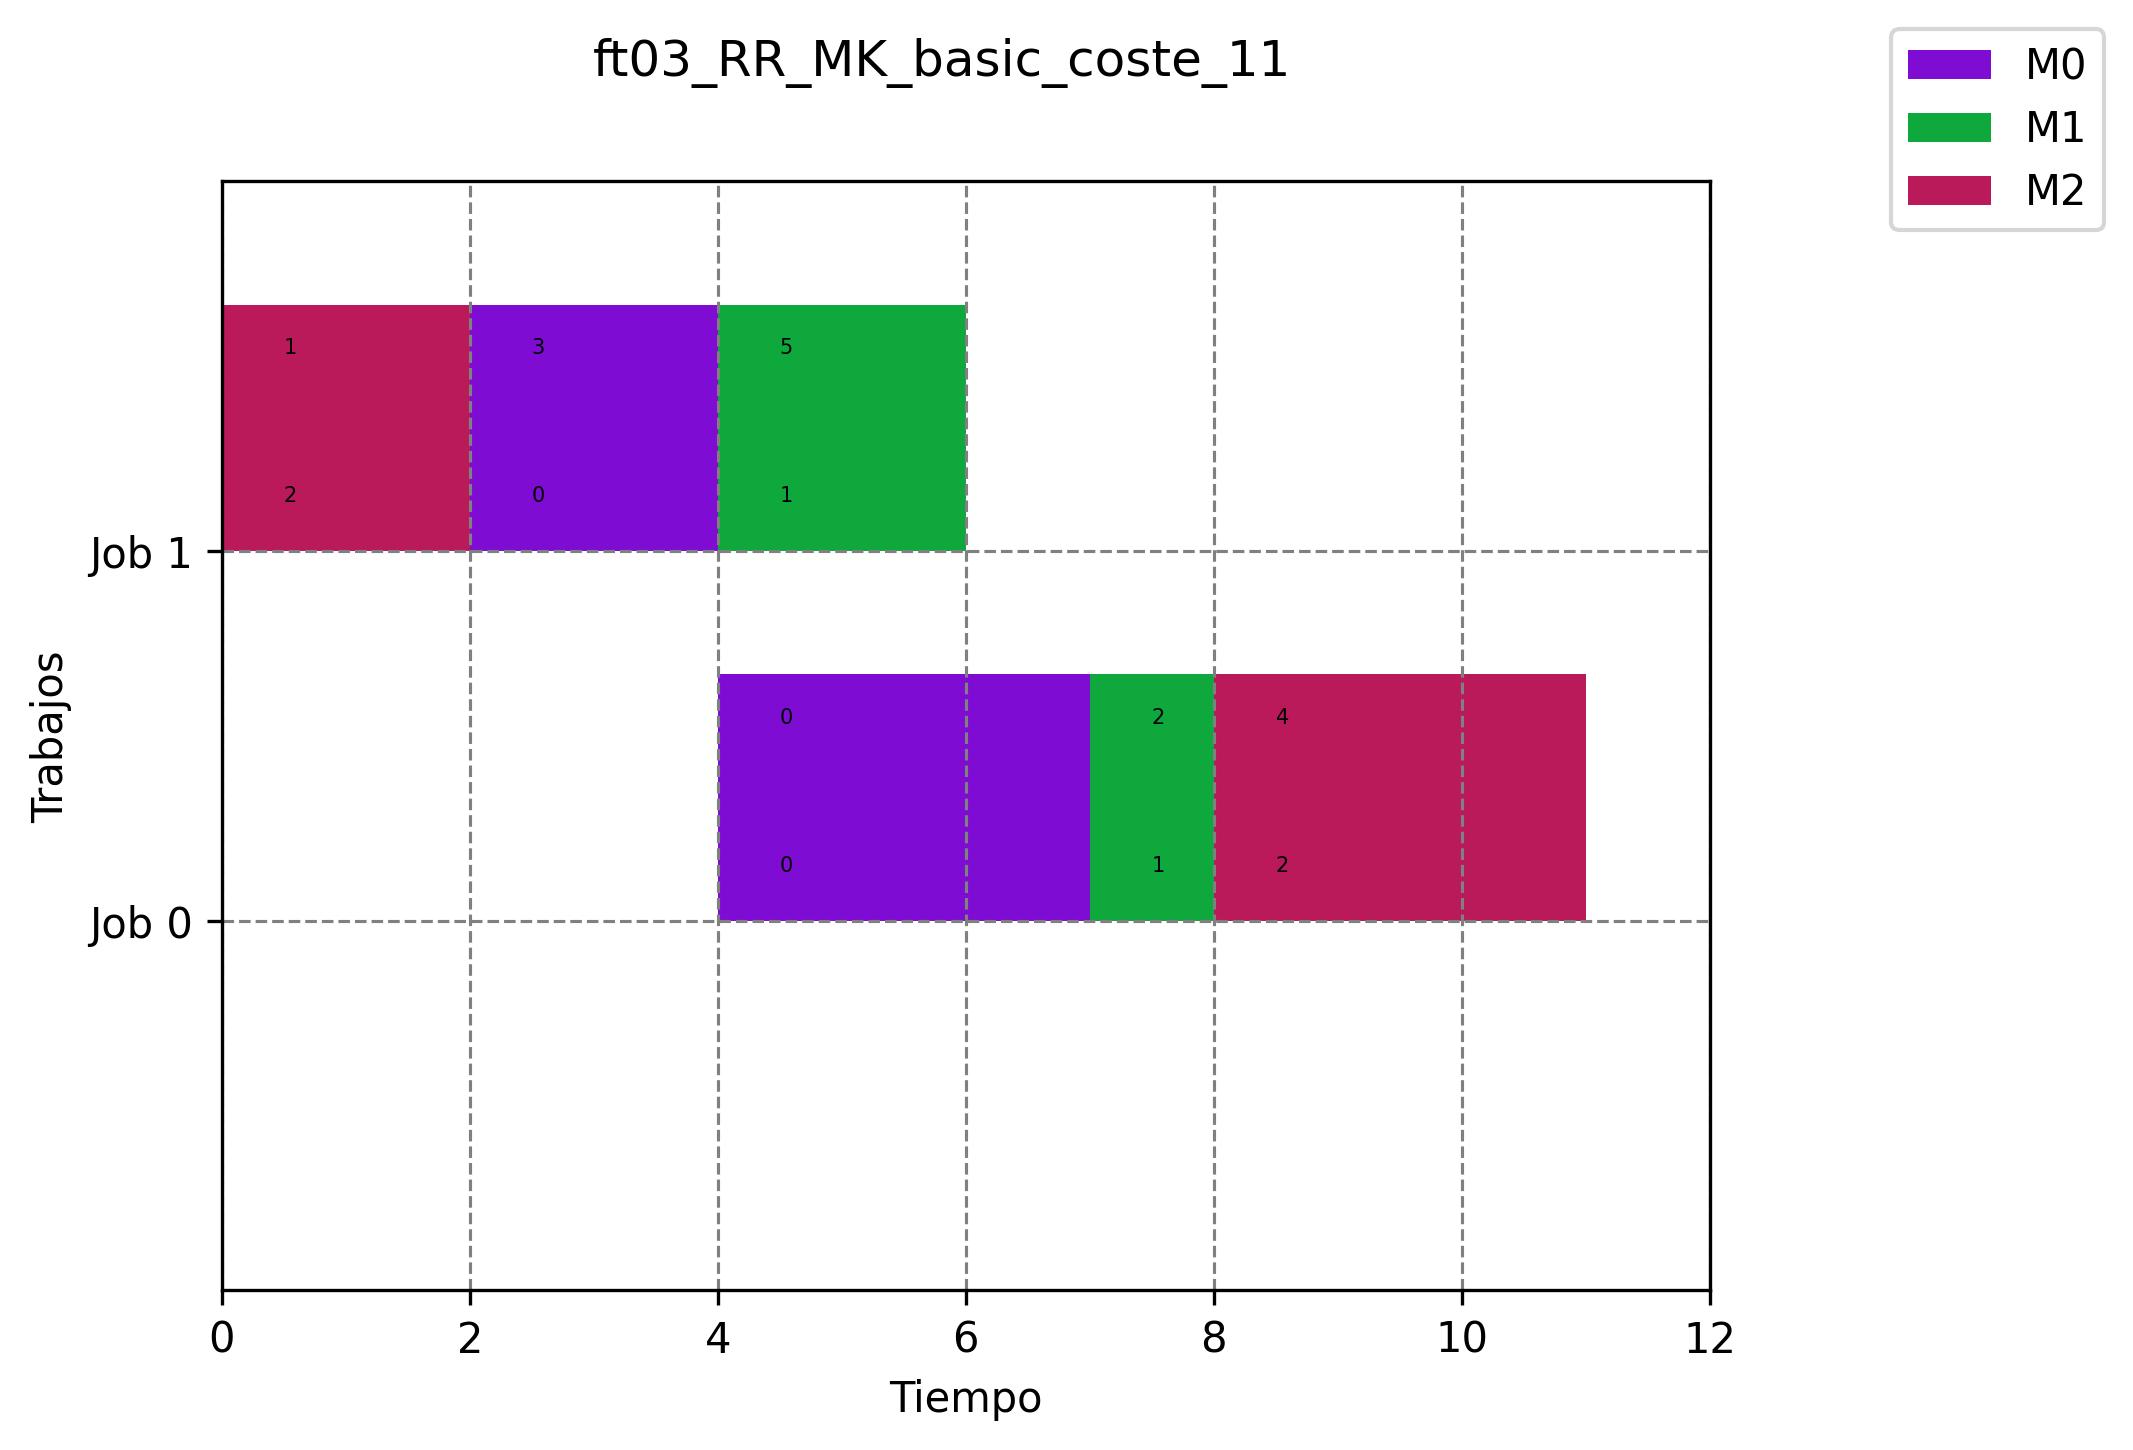 ft03_RR_MK_basic_coste_11
M0
M1
M2
1 3 5
2 0 1
Job 1
0 2 4
0 1 2
Job 0
Trabajos
0 2 4 6 8 10 12
Tiempo